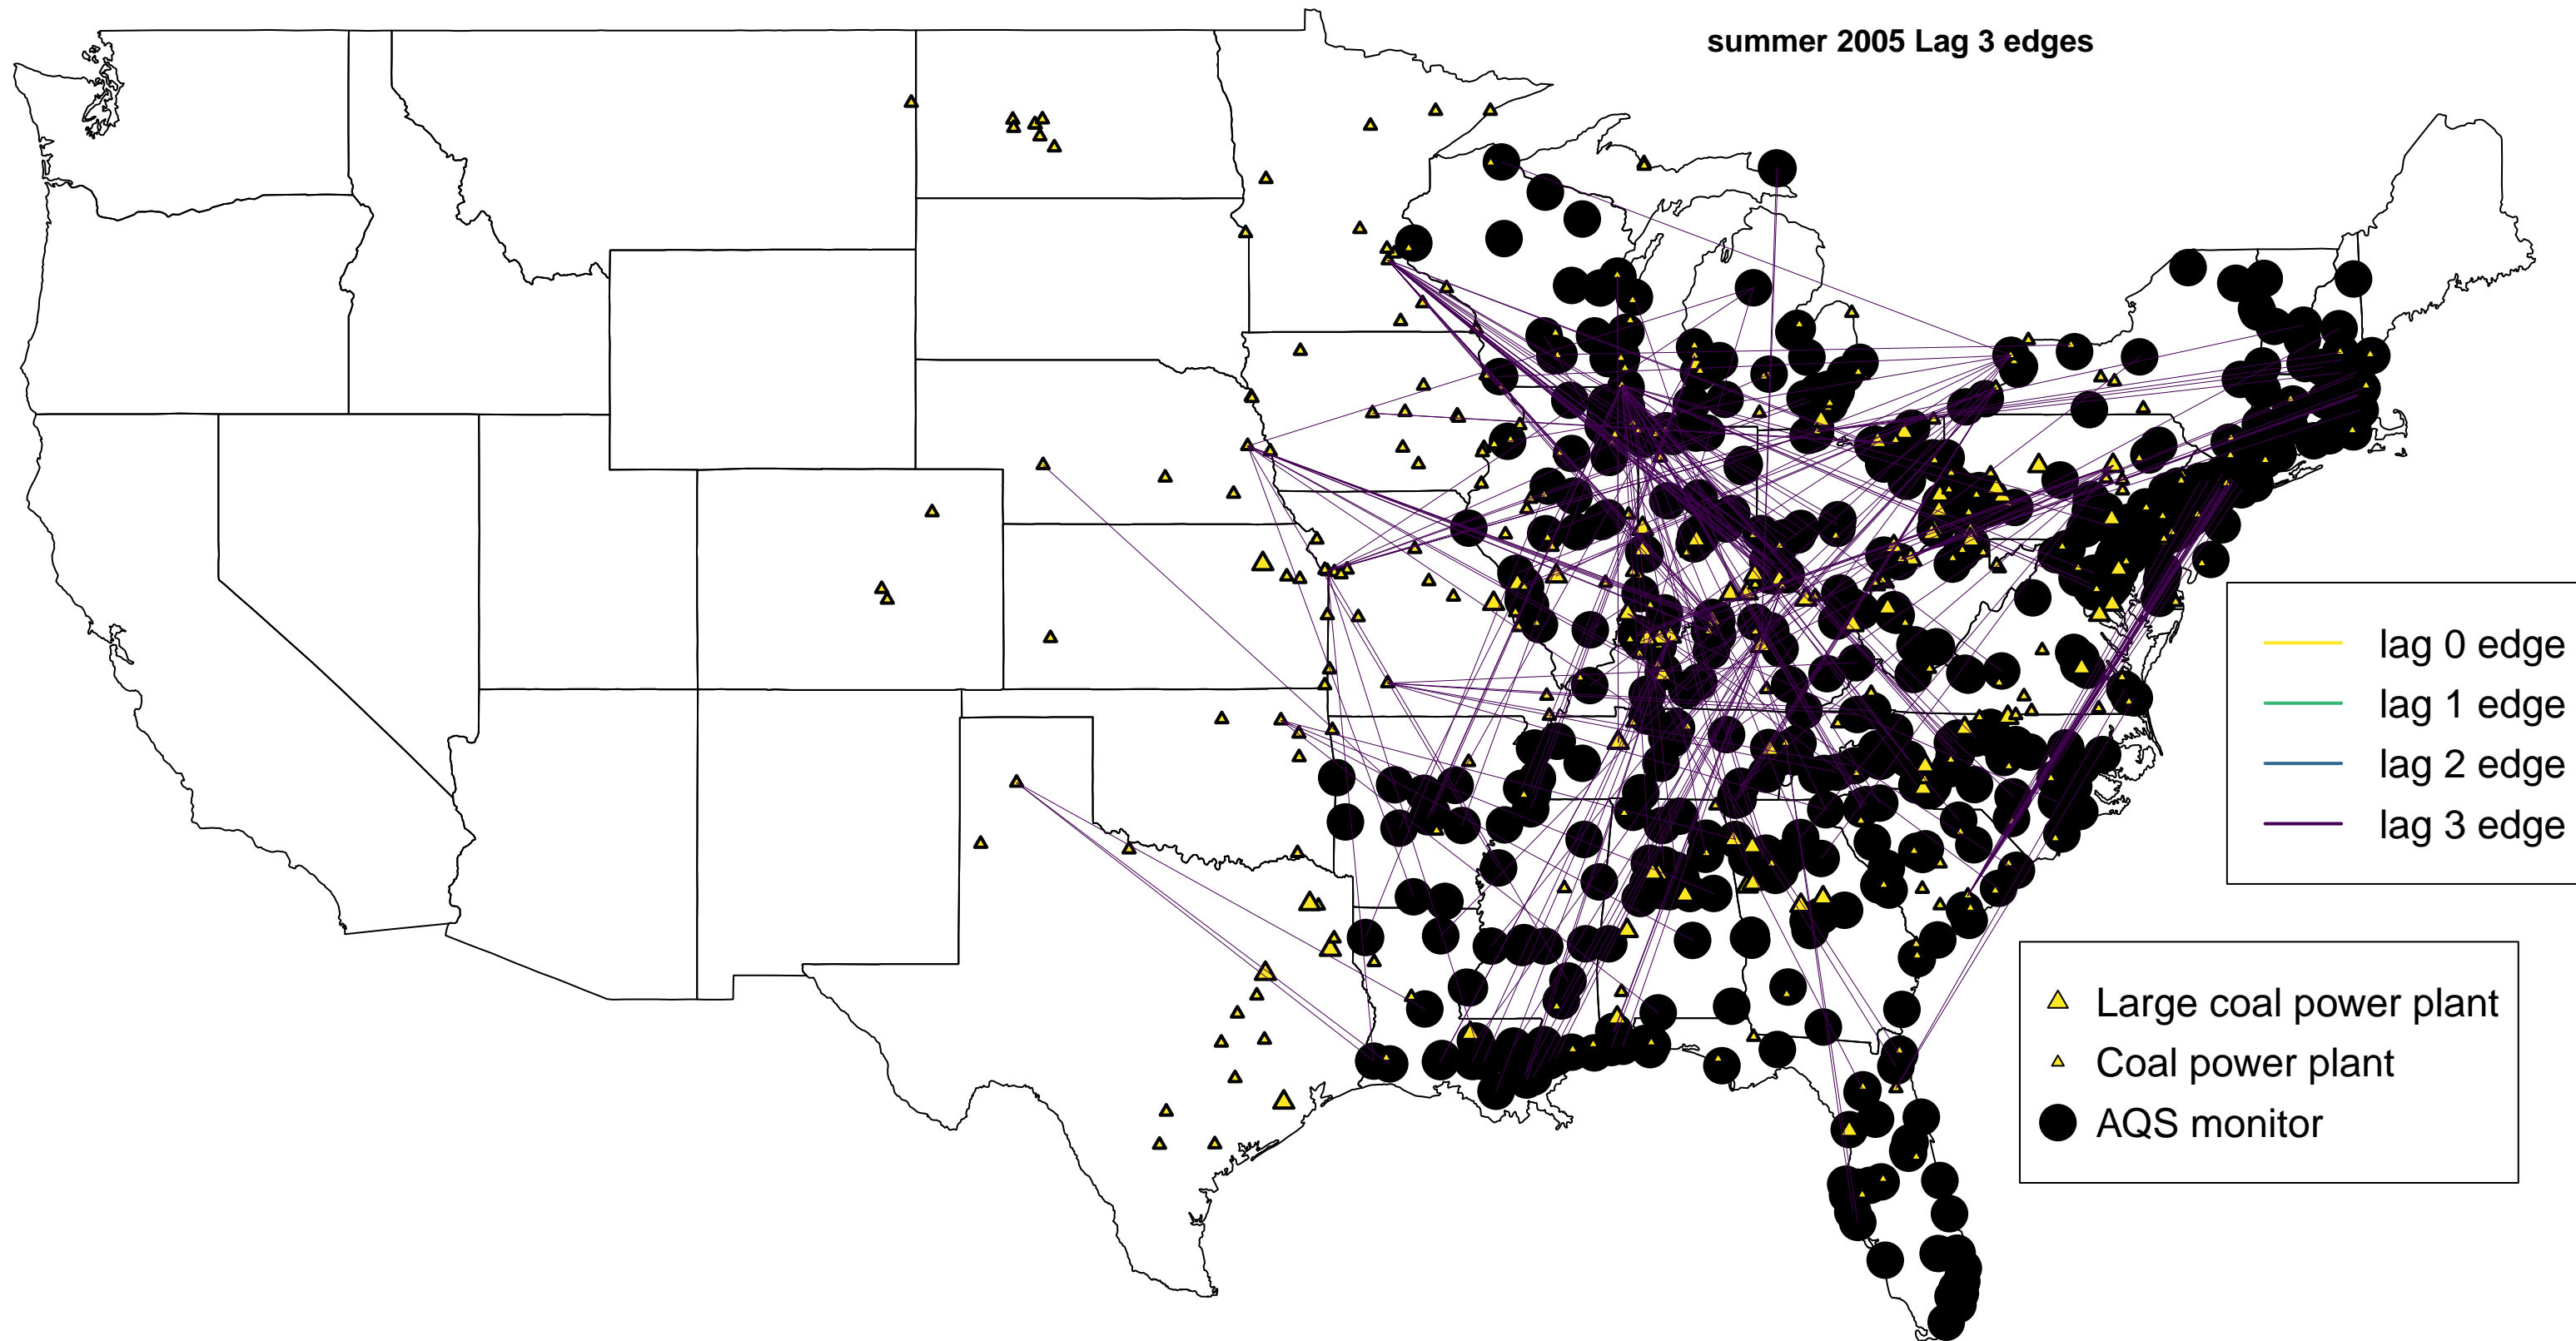 summer 2005 Lag 3 edges
lag 0 edge
lag 1 edge
lag 2 edge
lag 3 edge
Large coal power plant
Coal power plant
AQS monitor